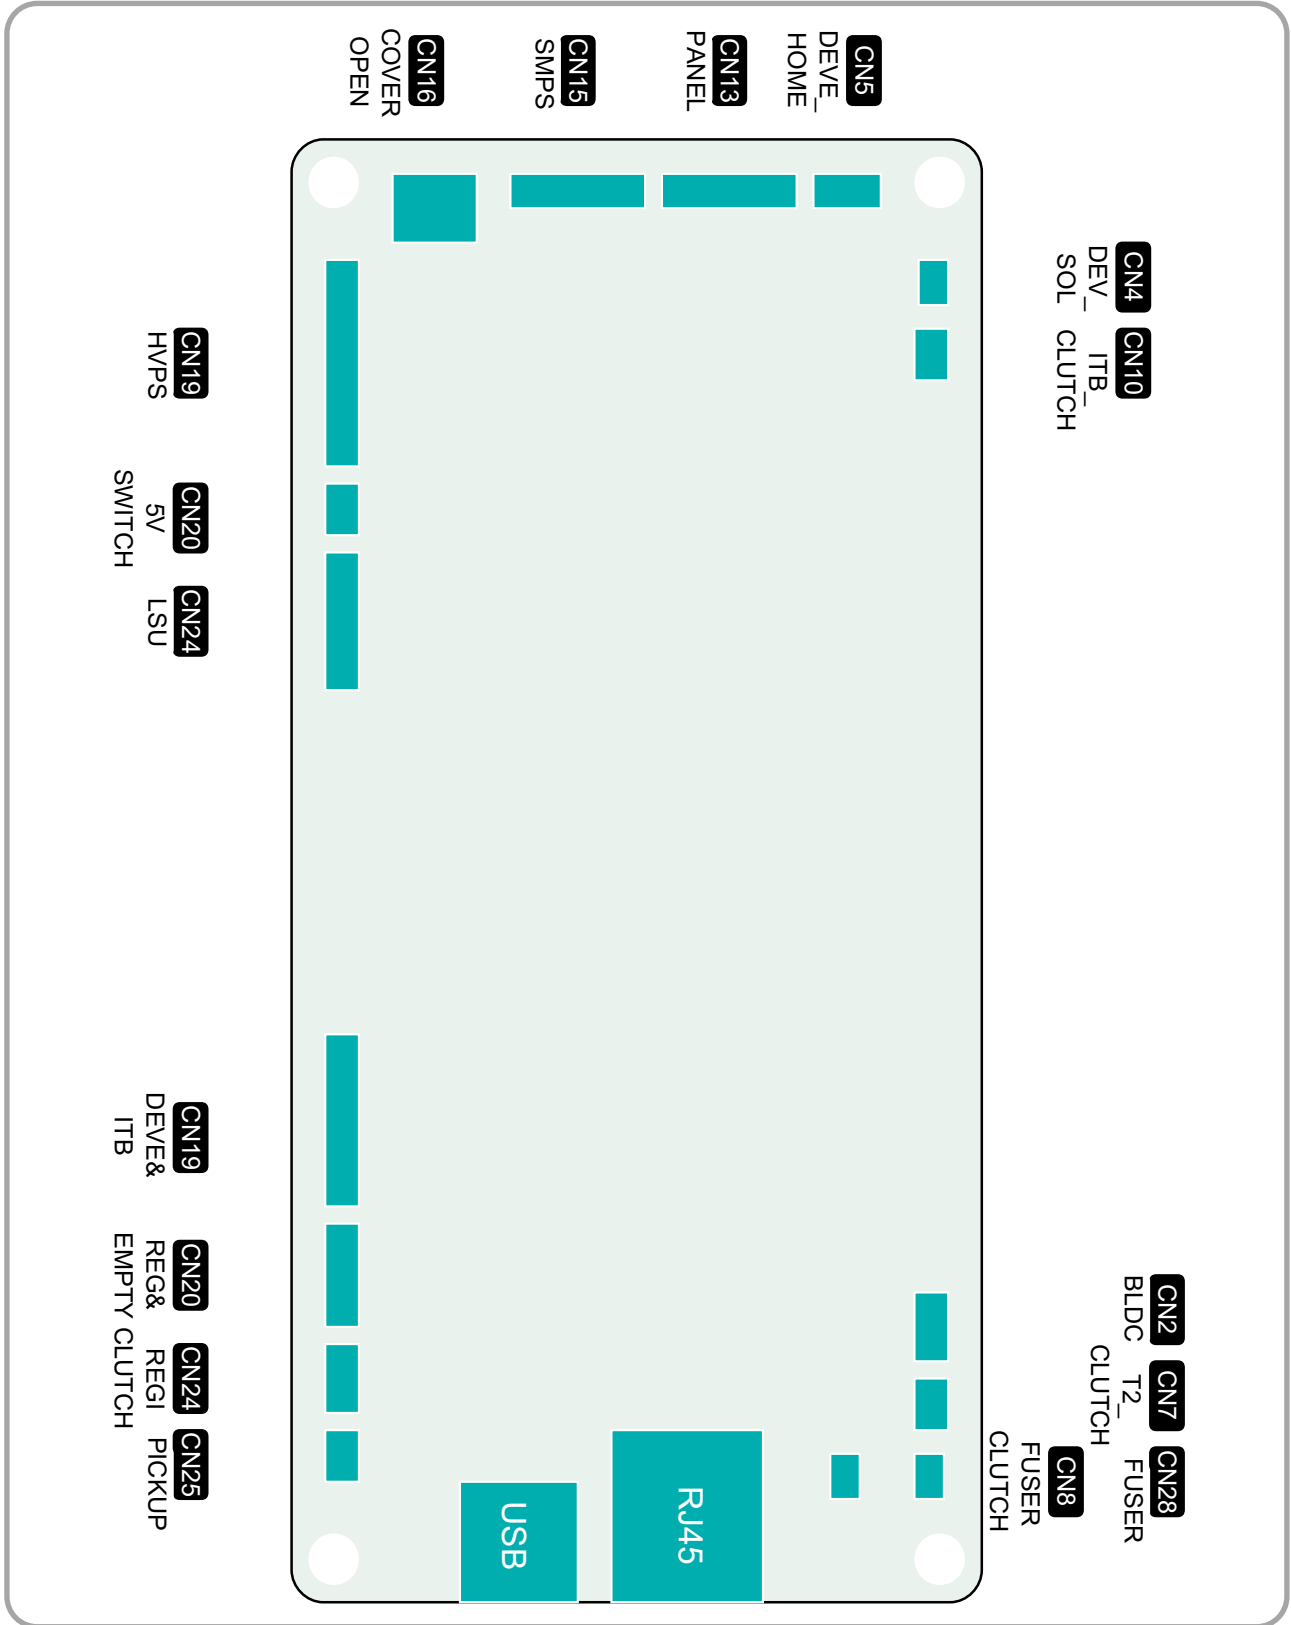 CN4
DEV_
SOL
CN10
ITB_
CLUTCH
CN2
BLDC
CN7
T2_
CLUTCH
CN28
FUSER
CN8
FUSER
CLUTCH
CN5
DEVE_
HOME
CN13
PANEL
CN15
SMPS
CN16
COVER
OPEN
RJ45
USB
CN19
HVPS
CN20
5V
SWITCH
CN24
LSU
CN19
DEVE&
ITB
CN20
REG&
EMPTY
CN24
REGI
CLUTCH
CN25
PICKUP